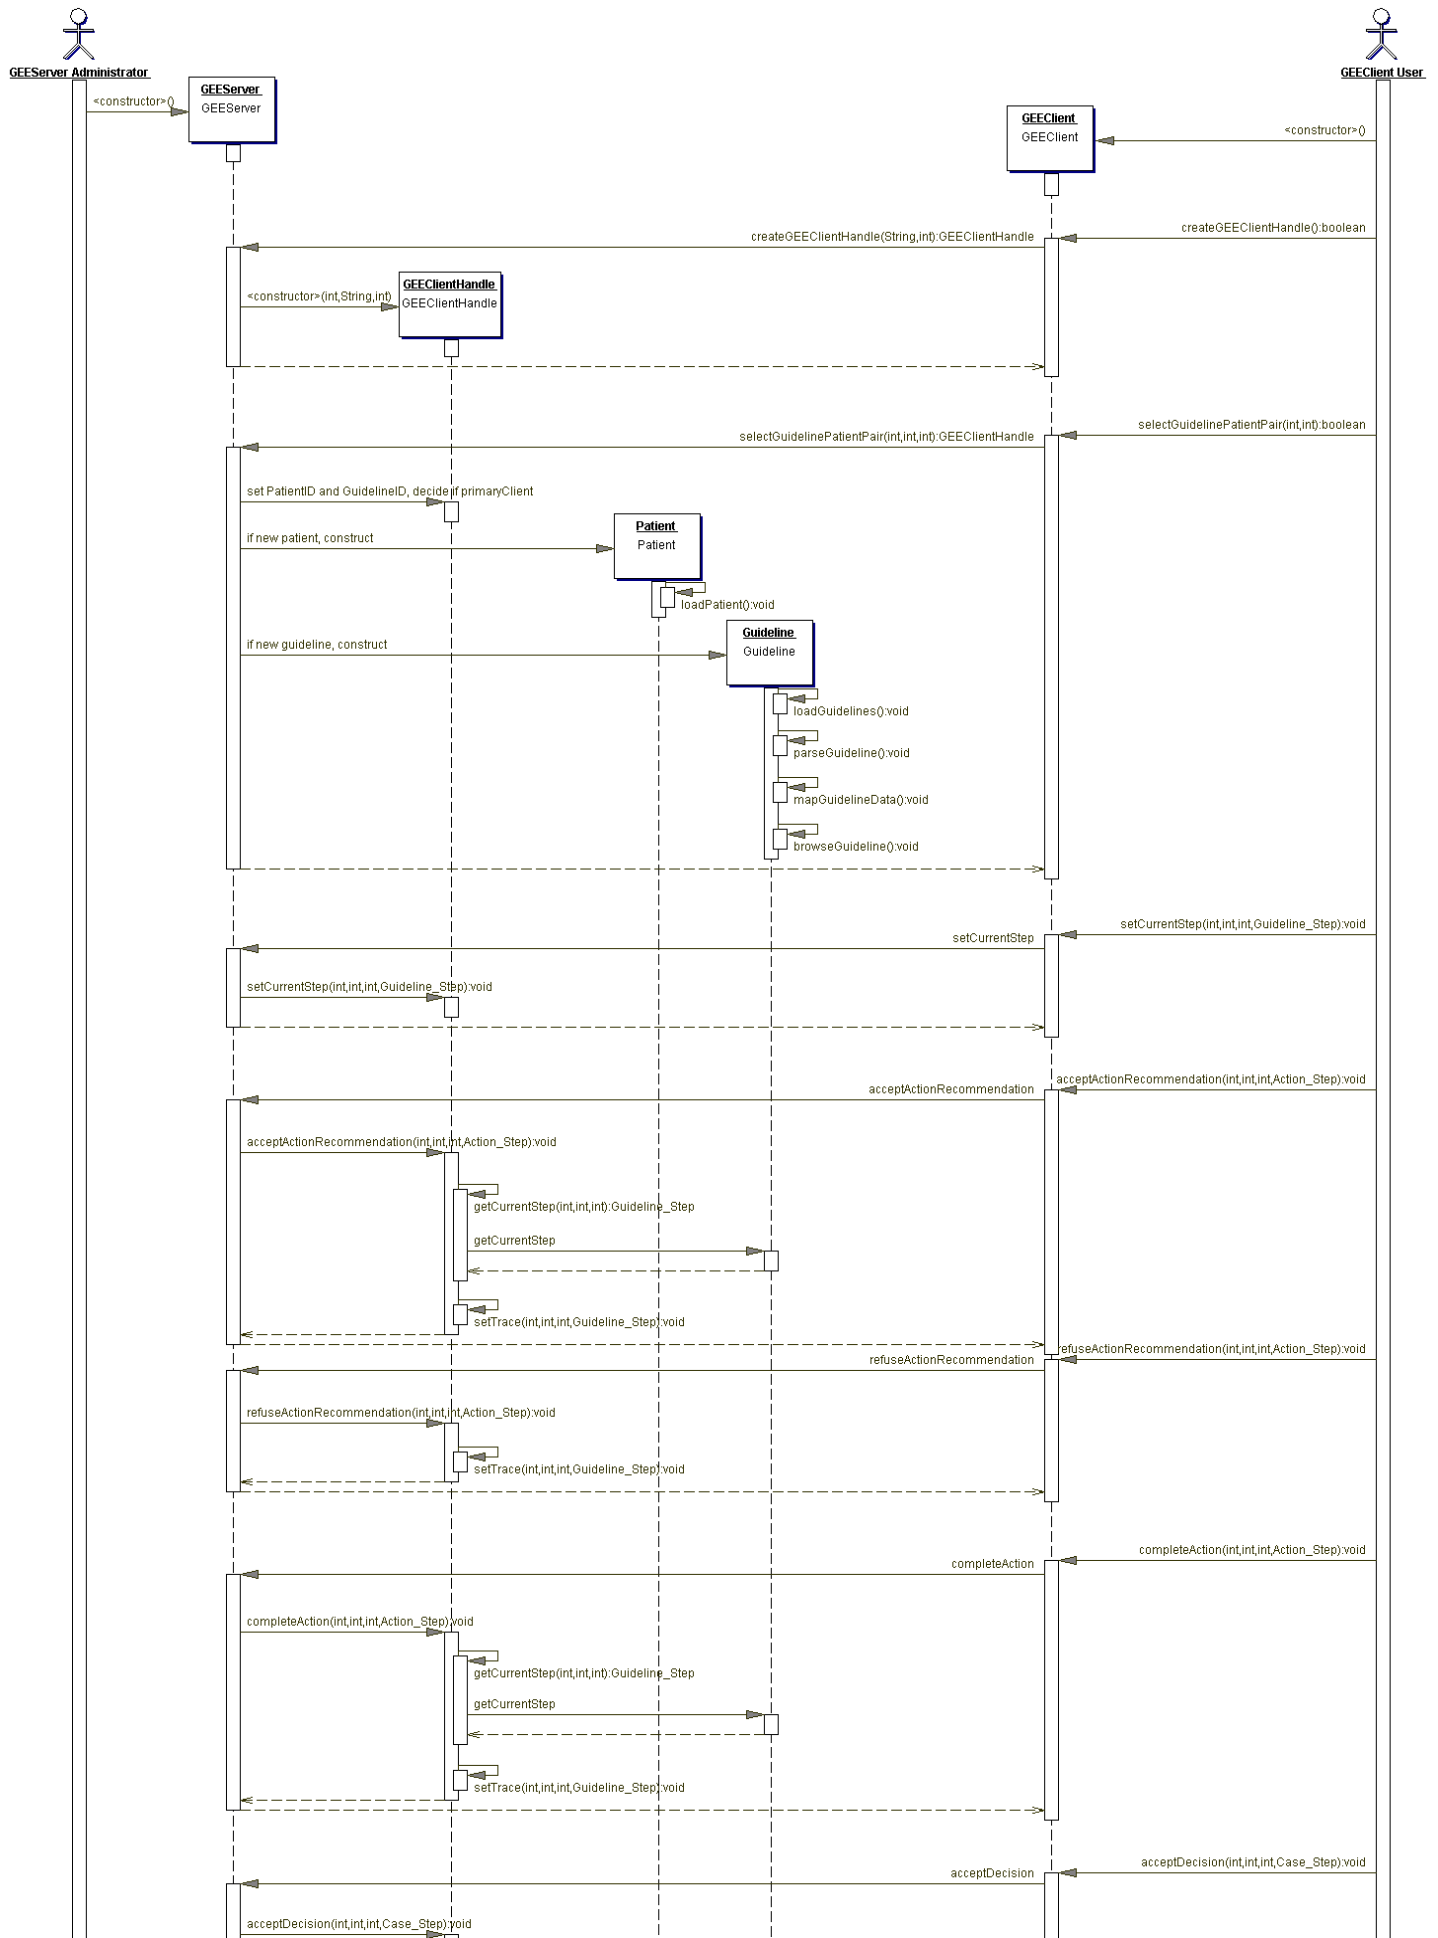 GEEServer Administrator
GEEClient User
GEEServer
GEEServer
<constructor>()
GEEClient
GEEClient
<constructor>()
createGEEClientHandle():boolean
createGEEClientHandle(String,int):GEEClientHandle
GEEClientHandle
GEEClientHandle
<constructor>(int,String,int)
selectGuidelinePatientPair(int,int):boolean
selectGuidelinePatientPair(int,int,int):GEEClientHandle
set PatientID and GuidelineID, decide if primaryClient
Patient
Patient
if new patient, construct
loadPatient():void
Guideline
Guideline
if new guideline, construct
loadGuidelines():void
parseGuideline():void
mapGuidelineData():void
browseGuideline():void
setCurrentStep(int,int,int,Guideline_Step):void
setCurrentStep
setCurrentStep(int,int,int,Guideline_Step):void
acceptActionRecommendation(int,int,int,Action_Step):void
acceptActionRecommendation
acceptActionRecommendation(int,int,int,Action_Step):void
getCurrentStep(int,int,int):Guideline_Step
getCurrentStep
setTrace(int,int,int,Guideline_Step):void
refuseActionRecommendation(int,int,int,Action_Step):void
refuseActionRecommendation
refuseActionRecommendation(int,int,int,Action_Step):void
setTrace(int,int,int,Guideline_Step):void
completeAction(int,int,int,Action_Step):void
completeAction
completeAction(int,int,int,Action_Step):void
getCurrentStep(int,int,int):Guideline_Step
getCurrentStep
setTrace(int,int,int,Guideline_Step):void
acceptDecision(int,int,int,Case_Step):void
acceptDecision
acceptDecision(int,int,int,Case_Step):void